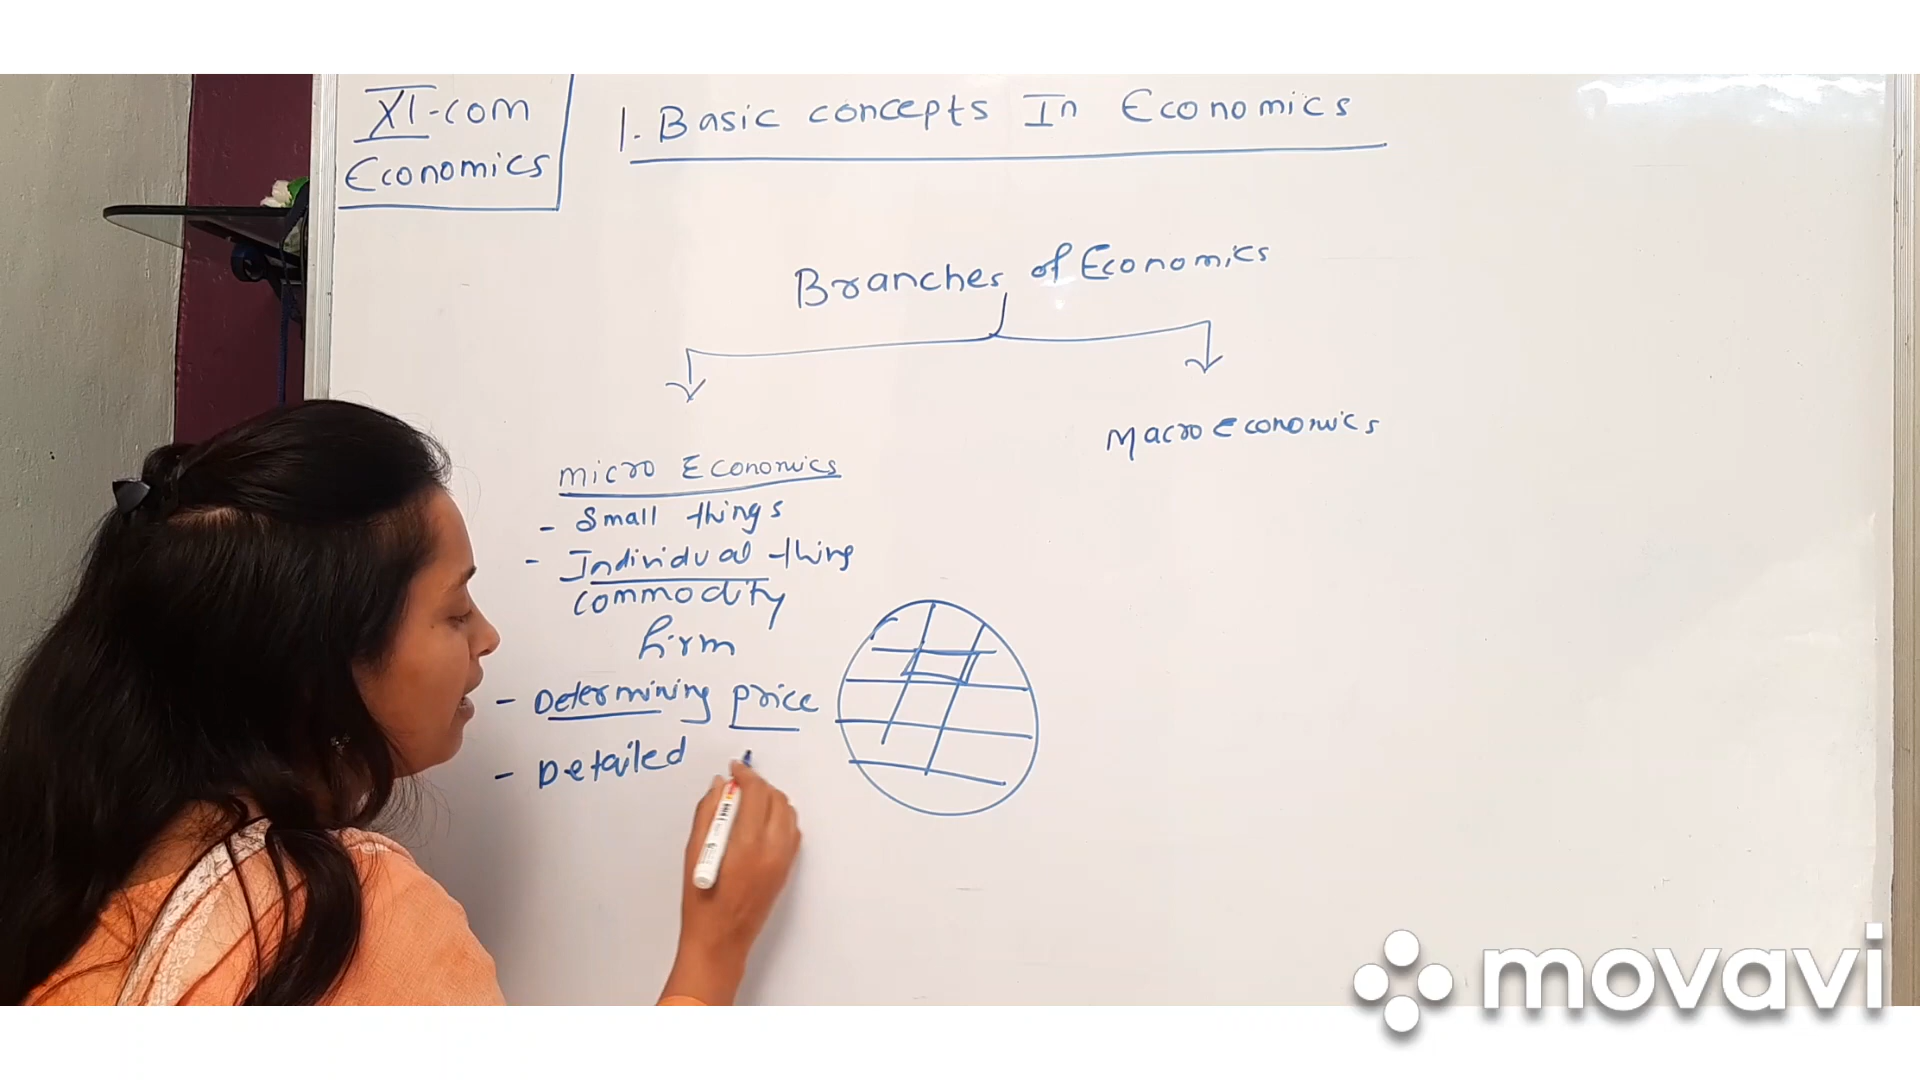 XI-com
Economics
1. Basic concepts In Economics
Branches of Economics
Micro Economics
- Small things
- Individual thing
commodity
firm
- Determining price
- Detailed
Macro Economics
movavi